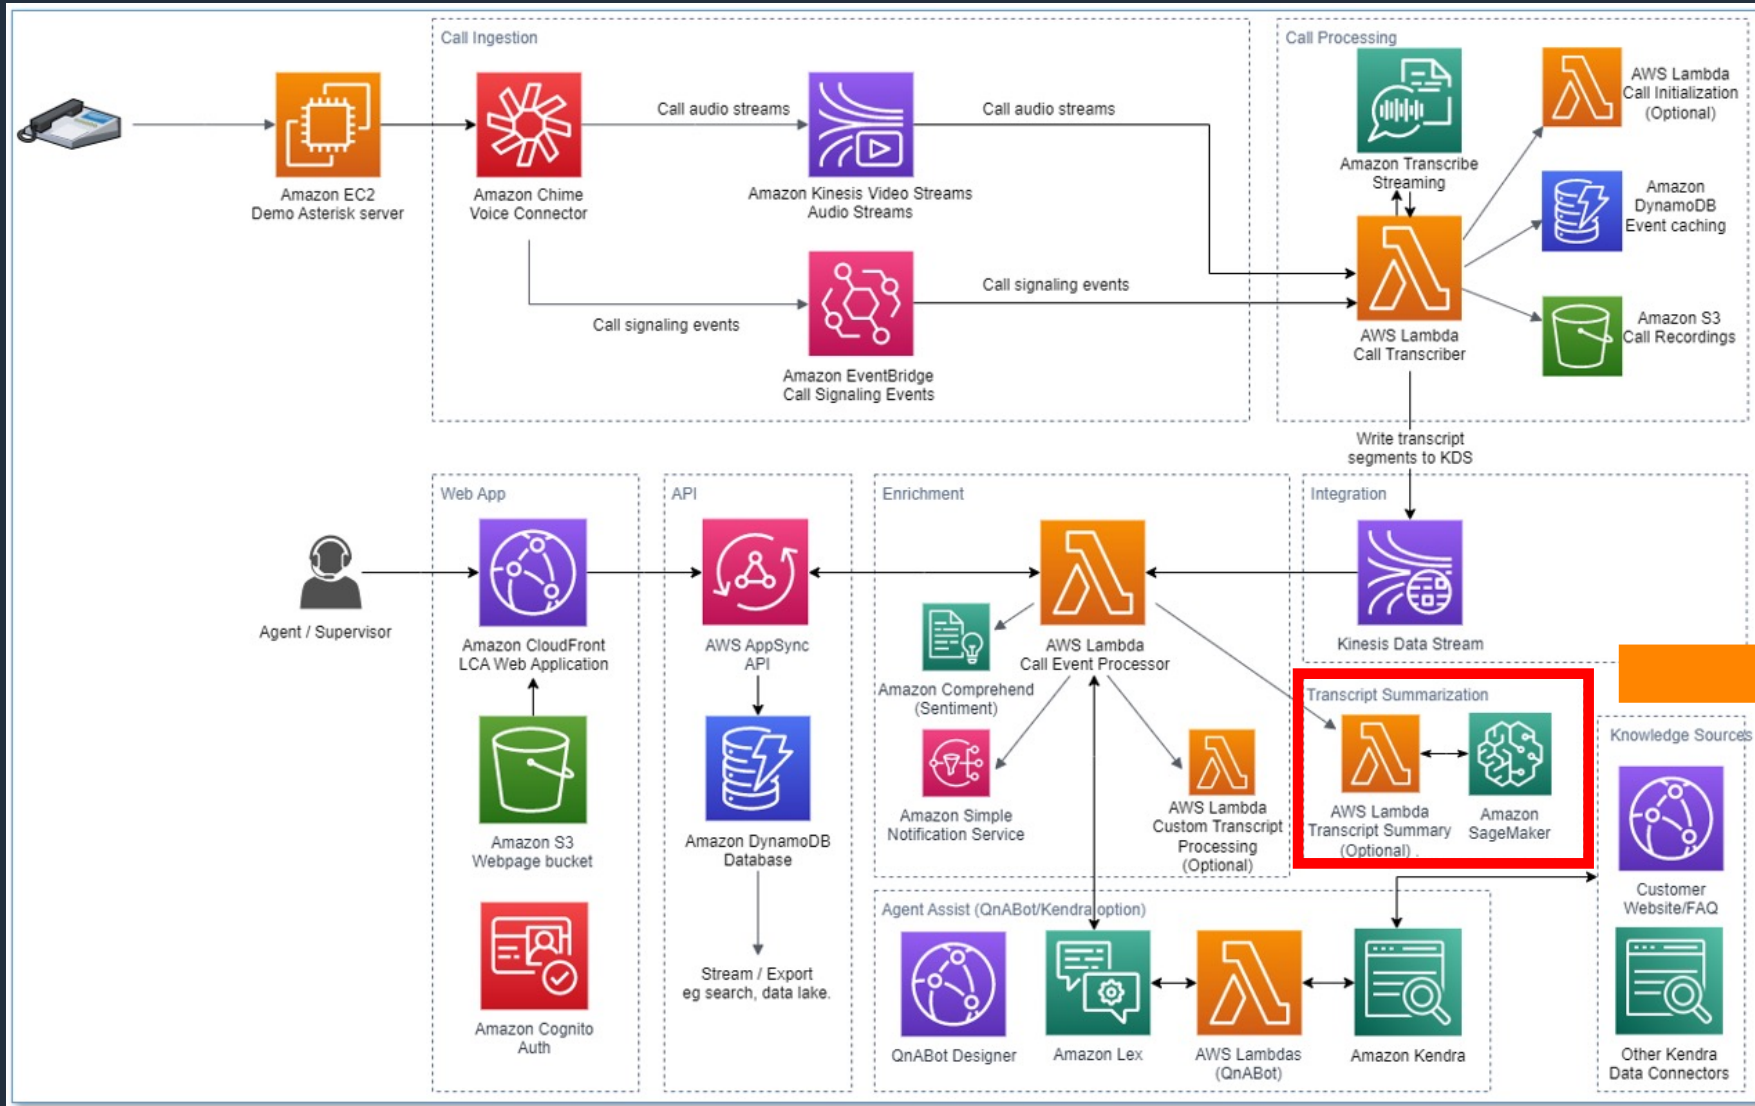 Call Ingestion
Call Processing
Amazon EC2
Demo Asterisk server
Amazon Chime
Voice Connector
Call audio streams
Amazon Kinesis Video Streams
Audio Streams
Call audio streams
Call signaling events
Amazon EventBridge
Call Signaling Events
Call signaling events
Amazon Transcribe
Streaming
AWS Lambda
Call Transcriber
AWS Lambda
Call Initialization
(Optional)
Amazon
DynamoDB
Event caching
Amazon S3
Call Recordings
Write transcript
segments to KDS
Agent / Supervisor
Web App
Amazon CloudFront
LCA Web Application
Amazon S3
Webpage bucket
Amazon Cognito
Auth
API
AWS AppSync
API
Amazon DynamoDB
Database
Stream / Export
eg search, data lake.
Enrichment
AWS Lambda
Call Event Processor
Amazon Comprehend
(Sentiment)
Amazon Simple
Notification Service
AWS Lambda
Custom Transcript
Processing
(Optional)
Integration
Kinesis Data Stream
Transcript Summarization
AWS Lambda
Transcript Summary
(Optional) .
Amazon
SageMaker
Knowledge Sources
Customer
Website/FAQ
Other Kendra
Data Connectors
Agent Assist (QnABot/Kendra option)
QnABot Designer
Amazon Lex
AWS Lambdas
(QnABot)
Amazon Kendra